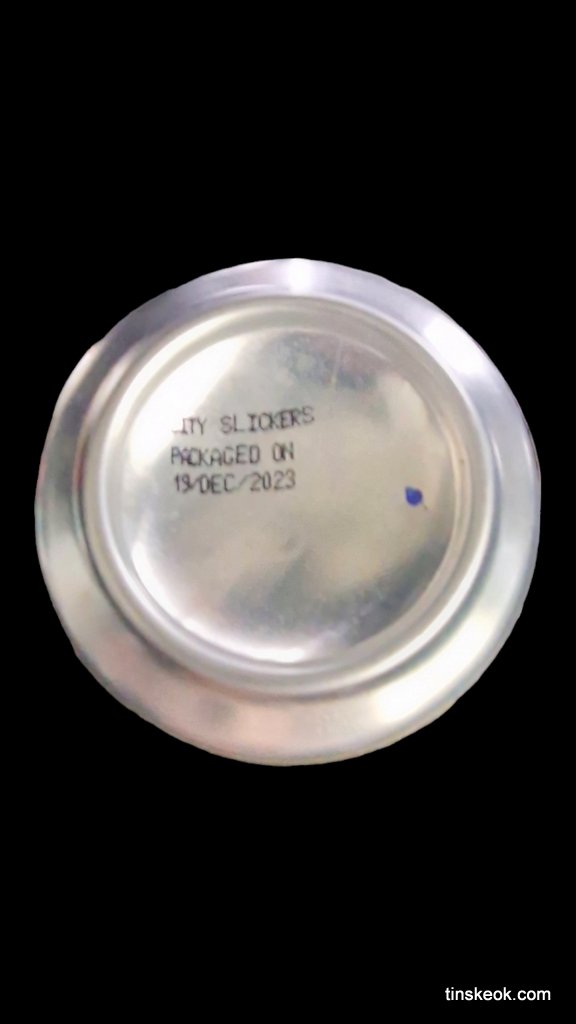 ITY SLICKERS
PACKAGED ON
19/DEC/2023
tinskeok.com